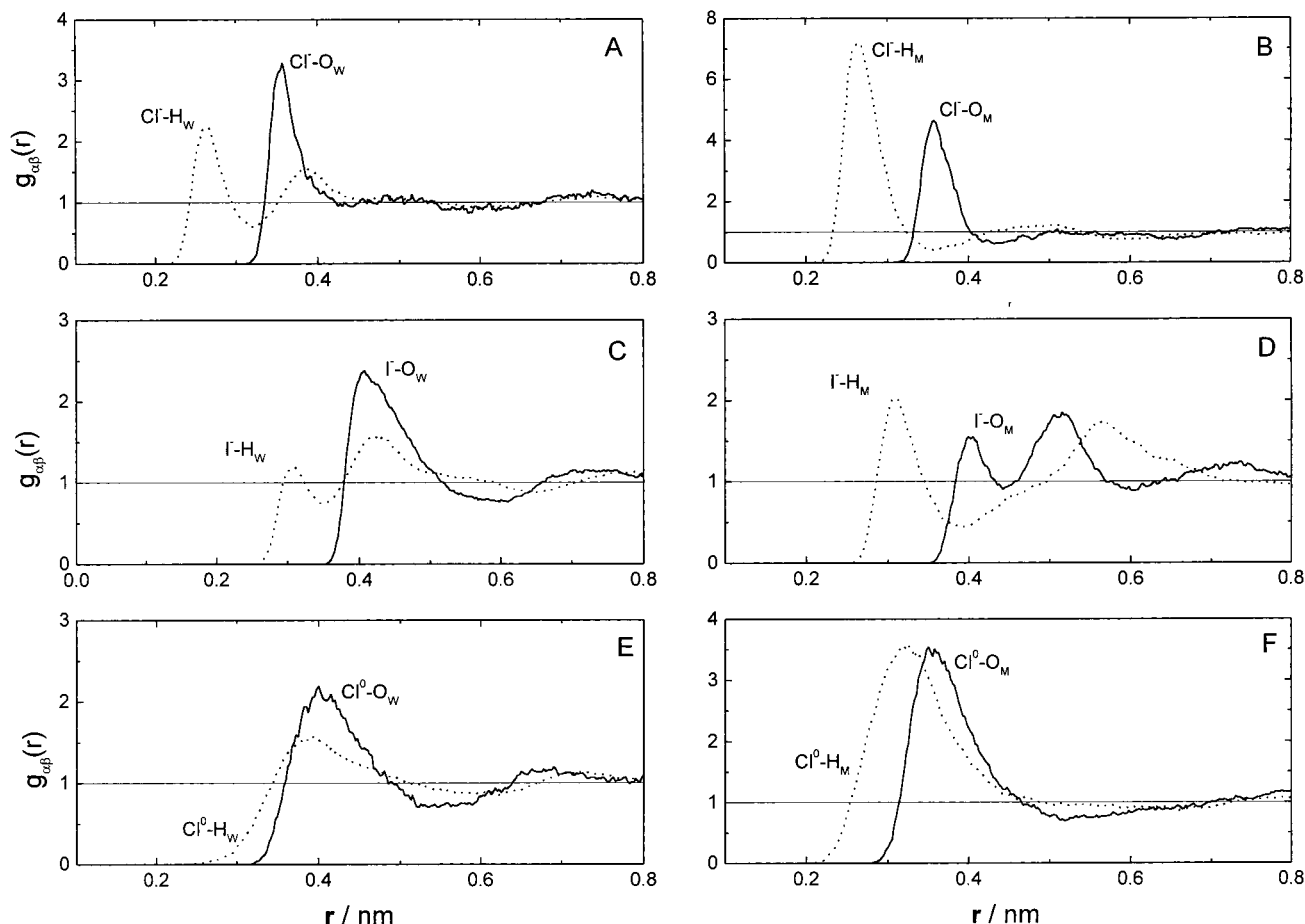 A
4
3
2
1
0
g_αβ(r)
Cl⁻-H_W
Cl⁻-O_W
0.2 0.4 0.6 0.8
B
8
6
4
2
0
Cl⁻-H_M
Cl⁻-O_M
0.2 0.4 0.6 0.8
r
C
3
2
1
0
g_αβ(r)
I⁻-H_W
I⁻-O_W
0.0 0.2 0.4 0.6 0.8
D
3
2
1
0
I⁻-H_M
I⁻-O_M
0.2 0.4 0.6 0.8
E
3
2
1
0
g_αβ(r)
Cl⁰-O_W
Cl⁰-H_W
0.2 0.4 0.6 0.8
r / nm
F
4
3
2
1
0
Cl⁰-O_M
Cl⁰-H_M
0.2 0.4 0.6 0.8
r / nm